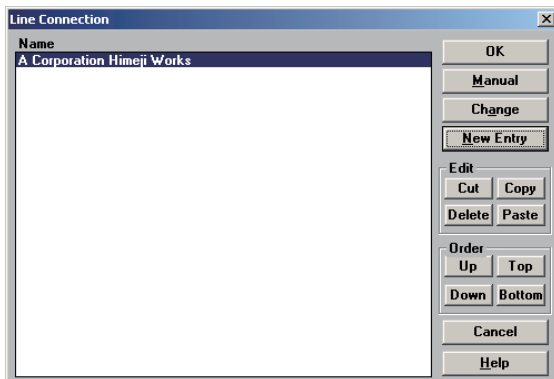 Line Connection
Name
A Corporation Himeji Works
OK
Manual
Change
New Entry
Edit
Cut Copy
Delete Paste
Order
Up Top
Down Bottom
Cancel
Help